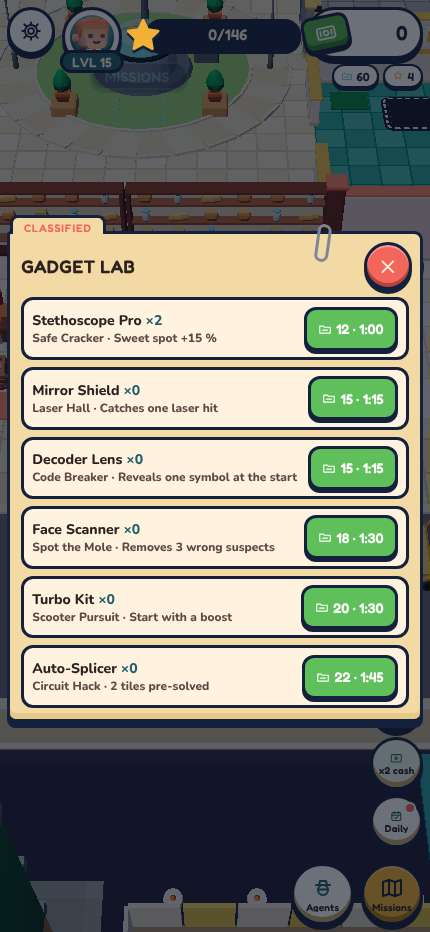 0/146
0
LVL 15
MISSIONS
60
4
CLASSIFIED
GADGET LAB
Stethoscope Pro ×2
Safe Cracker · Sweet spot +15 %
12 · 1:00
Mirror Shield ×0
Laser Hall · Catches one laser hit
15 · 1:15
Decoder Lens ×0
Code Breaker · Reveals one symbol at the start
15 · 1:15
Face Scanner ×0
Spot the Mole · Removes 3 wrong suspects
18 · 1:30
Turbo Kit ×0
Scooter Pursuit · Start with a boost
20 · 1:30
Auto-Splicer ×0
Circuit Hack · 2 tiles pre-solved
22 · 1:45
x2 cash
Daily
Agents
Missions